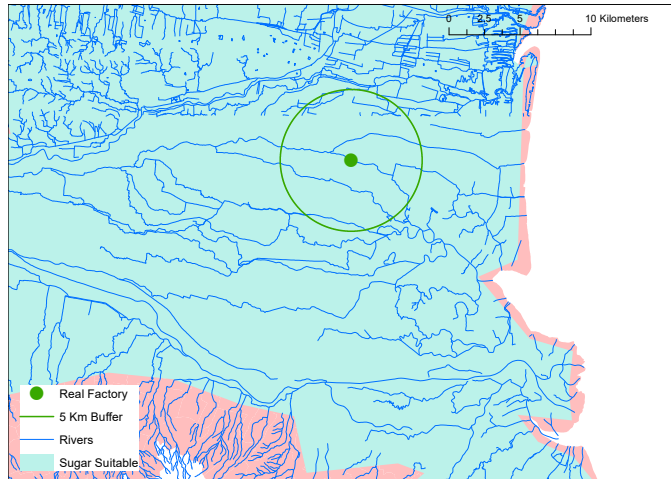 0 2.5 5 10 Kilometers
Real Factory
5 Km Buffer
Rivers
Sugar Suitable